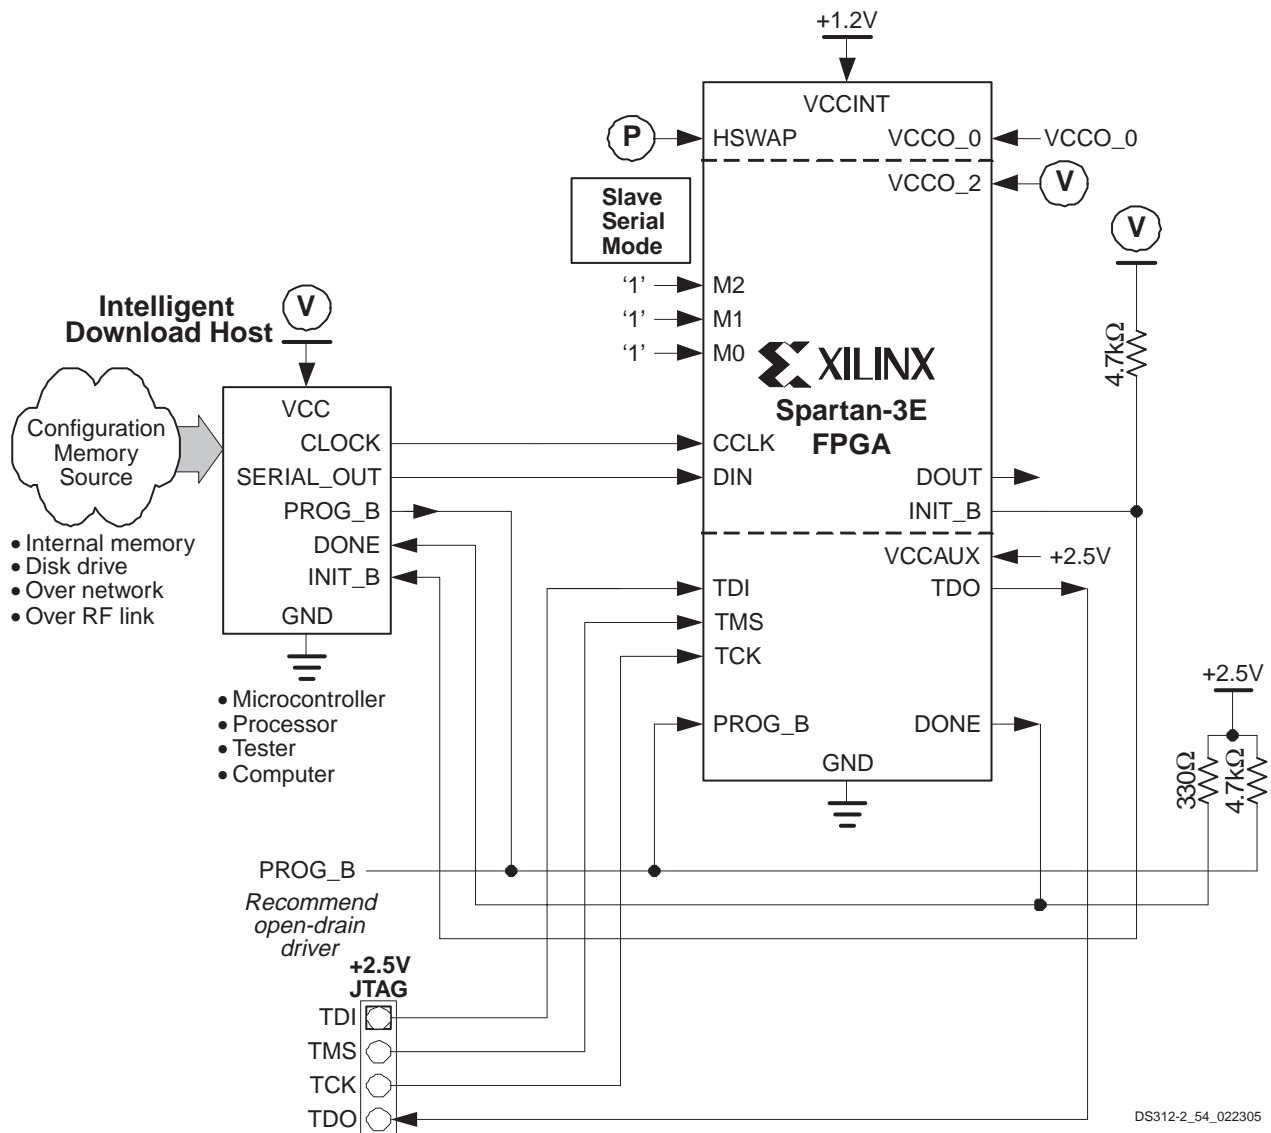 +1.2V
VCCINT
P
HSWAP
VCCO_0
VCCO_0
VCCO_2
V
Slave
Serial
Mode
V
‘1’
M2
‘1’
M1
‘1’
M0
4.7kΩ
XILINX
Spartan-3E
FPGA
Intelligent
Download Host
V
Configuration
Memory
Source
VCC
CLOCK
SERIAL_OUT
PROG_B
DONE
INIT_B
GND
CCLK
DIN
DOUT
INIT_B
VCCAUX
+2.5V
TDI
TDO
TMS
TCK
PROG_B
DONE
GND
• Internal memory
• Disk drive
• Over network
• Over RF link
• Microcontroller
• Processor
• Tester
• Computer
+2.5V
330Ω
4.7kΩ
PROG_B
Recommend
open-drain
driver
+2.5V
JTAG
TDI
TMS
TCK
TDO
DS312-2_54_022305